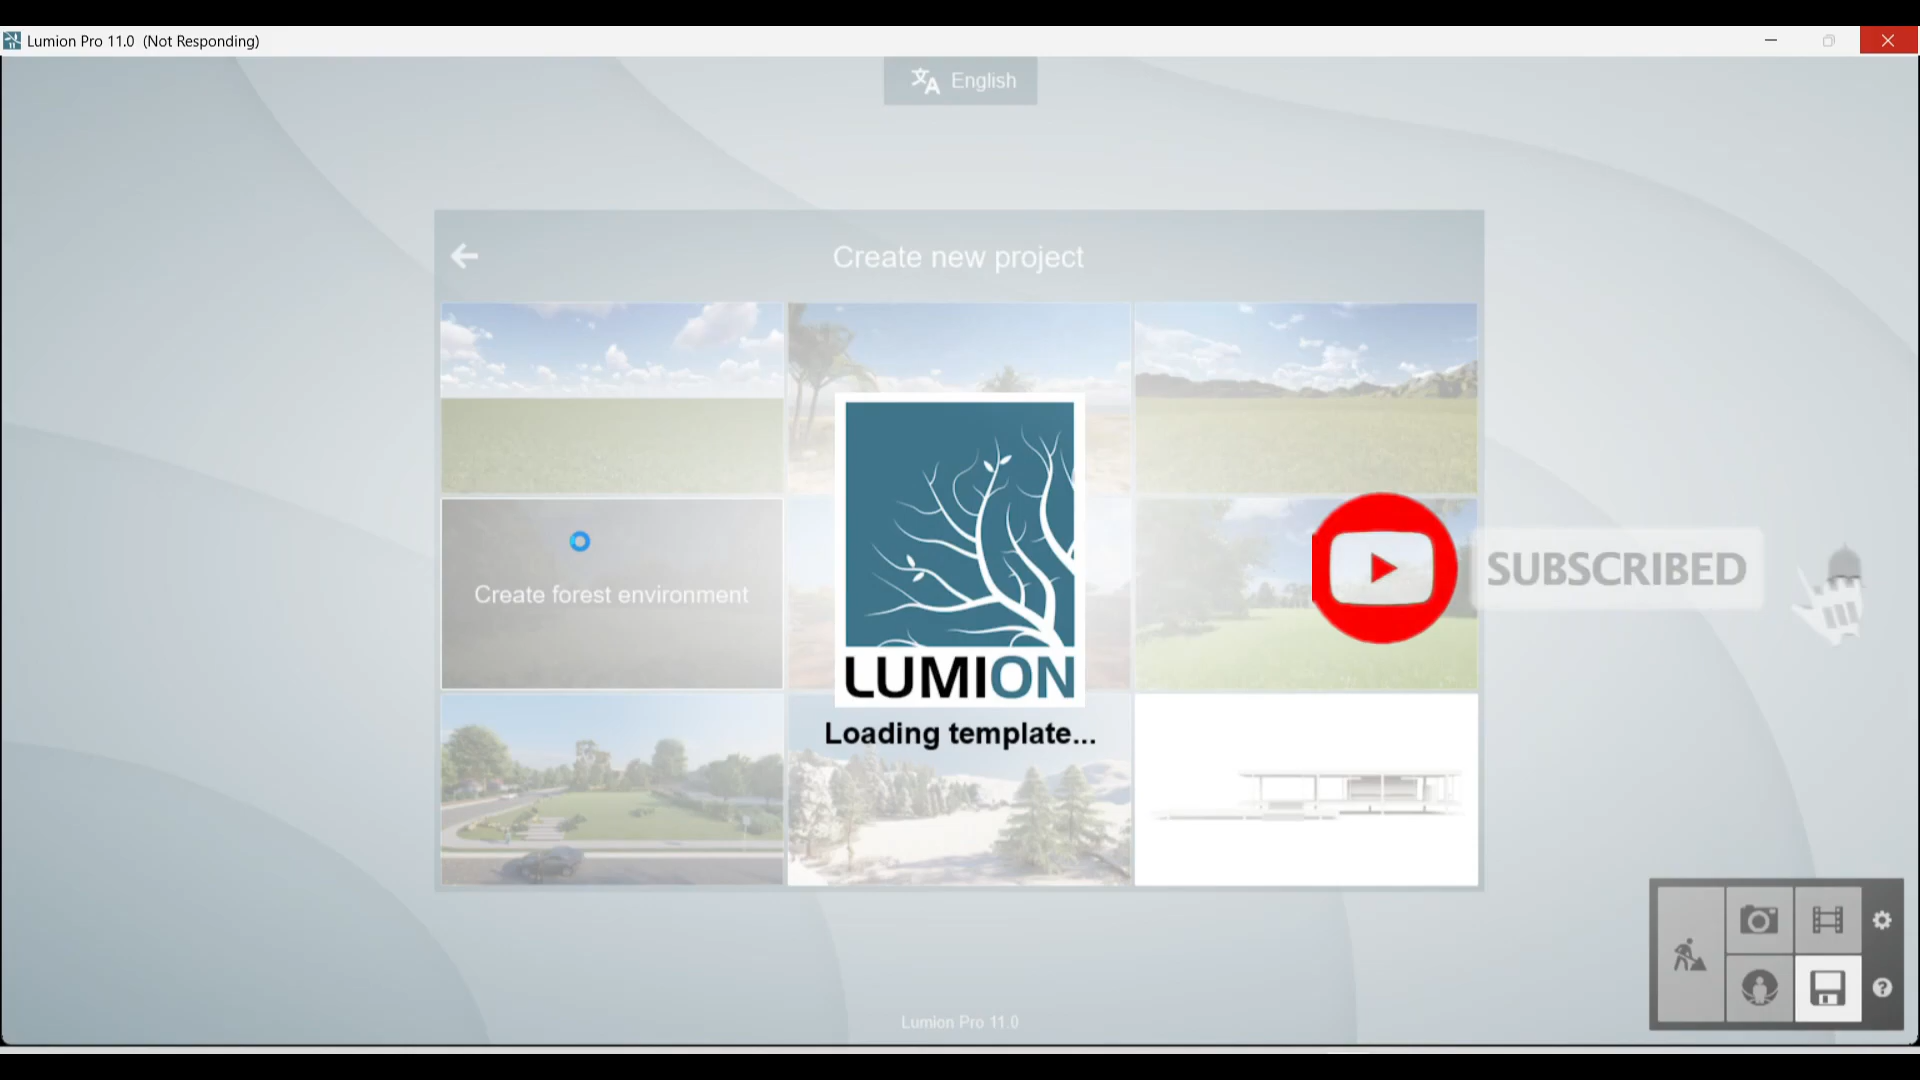 Lumion Pro 11.0 (Not Responding)
English
Create new project
Create forest environment
LUMION
Loading template...
SUBSCRIBED
Lumion Pro 11.0